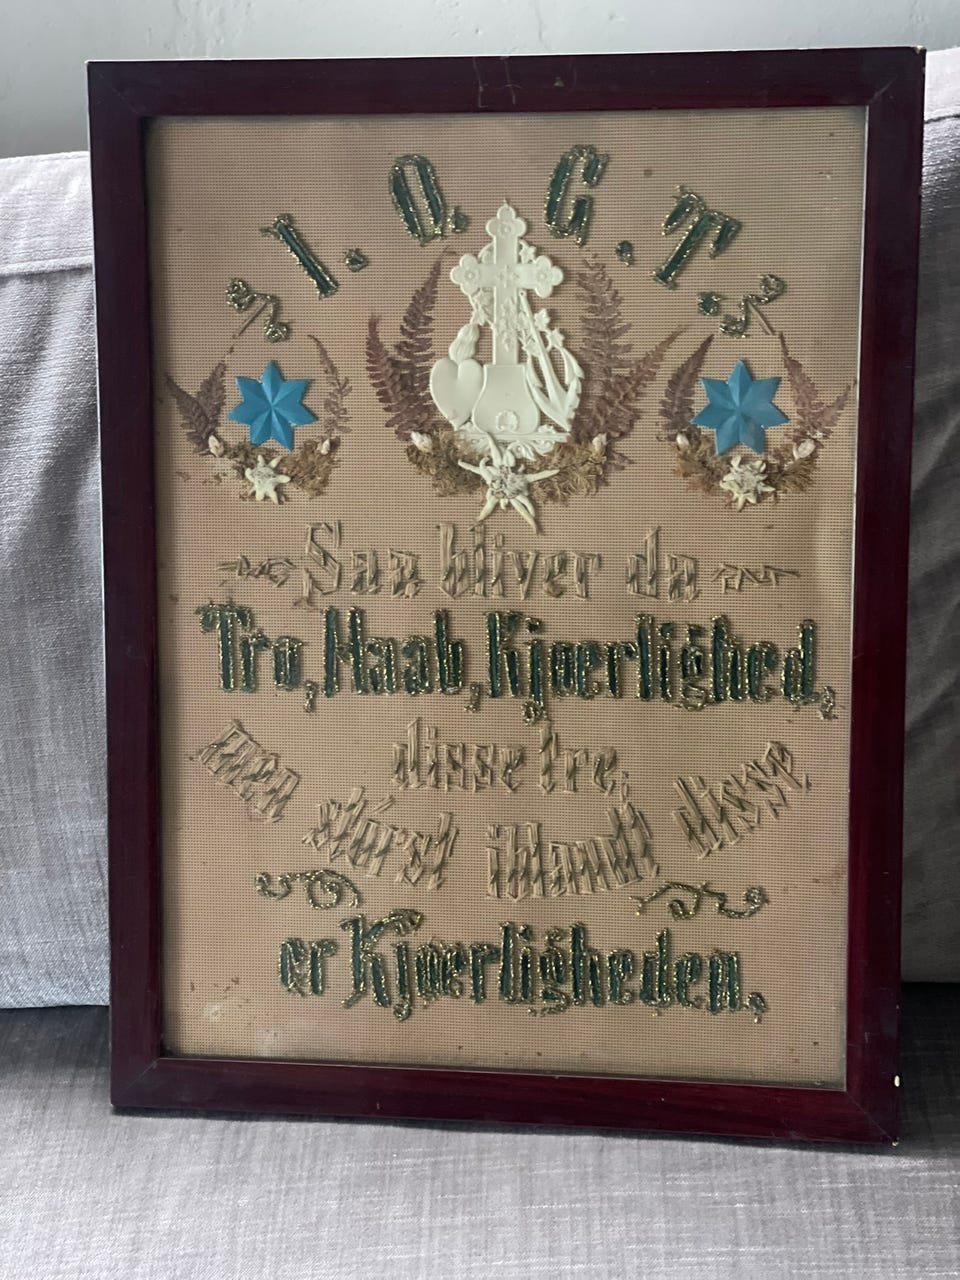 I. O. G. T.
Saa bliver da
Tro, Haab, Kjærlighed,
disse tre,
men størst iblandt disse
er Kjærligheden.